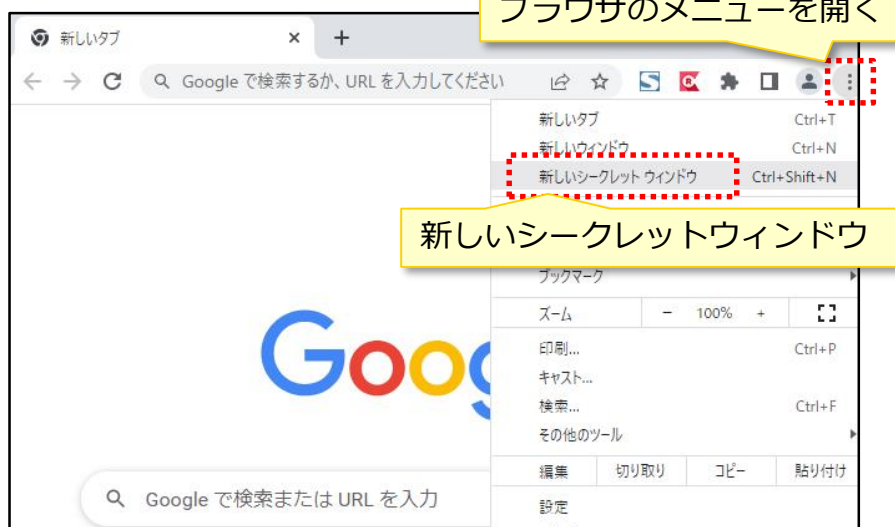 ブラウザのメニューを開く
新しいタブ
Google で検索するか、URL を入力してください
新しいタブ Ctrl+T
新しいウィンドウ Ctrl+N
新しいシークレット ウィンドウ Ctrl+Shift+N
新しいシークレットウィンドウ
ブックマーク
ズーム - 100% +
Goog
印刷... Ctrl+P
キャスト...
検索... Ctrl+F
その他のツール
編集 切り取り コピー 貼り付け
Google で検索または URL を入力
設定